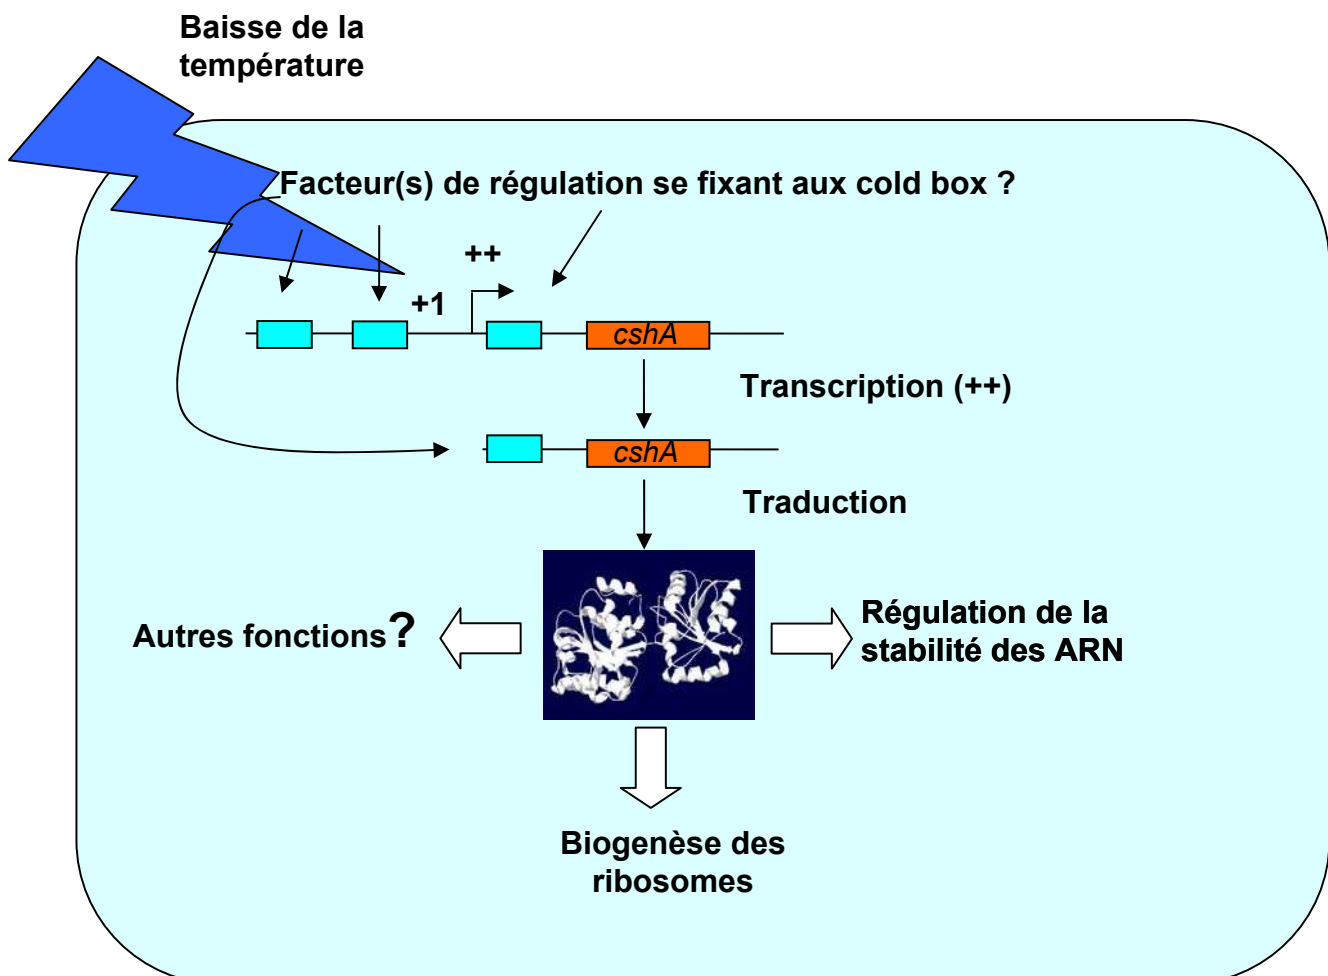 Baisse de la
température
Facteur(s) de régulation se fixant aux cold box ?
++
+1
cshA
Transcription (++)
cshA
Traduction
Autres fonctions?
Régulation de la
stabilité des ARN
Biogenèse des
ribosomes